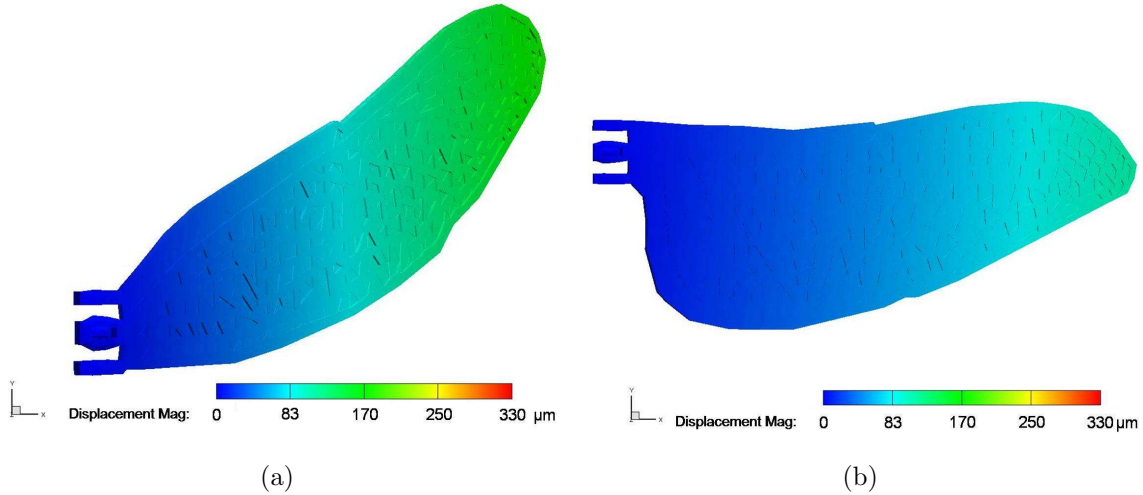 Y
Z X
Displacement Mag: 0 83 170 250 330 µm
(a)
Y
Z X
Displacement Mag: 0 83 170 250 330 µm
(b)